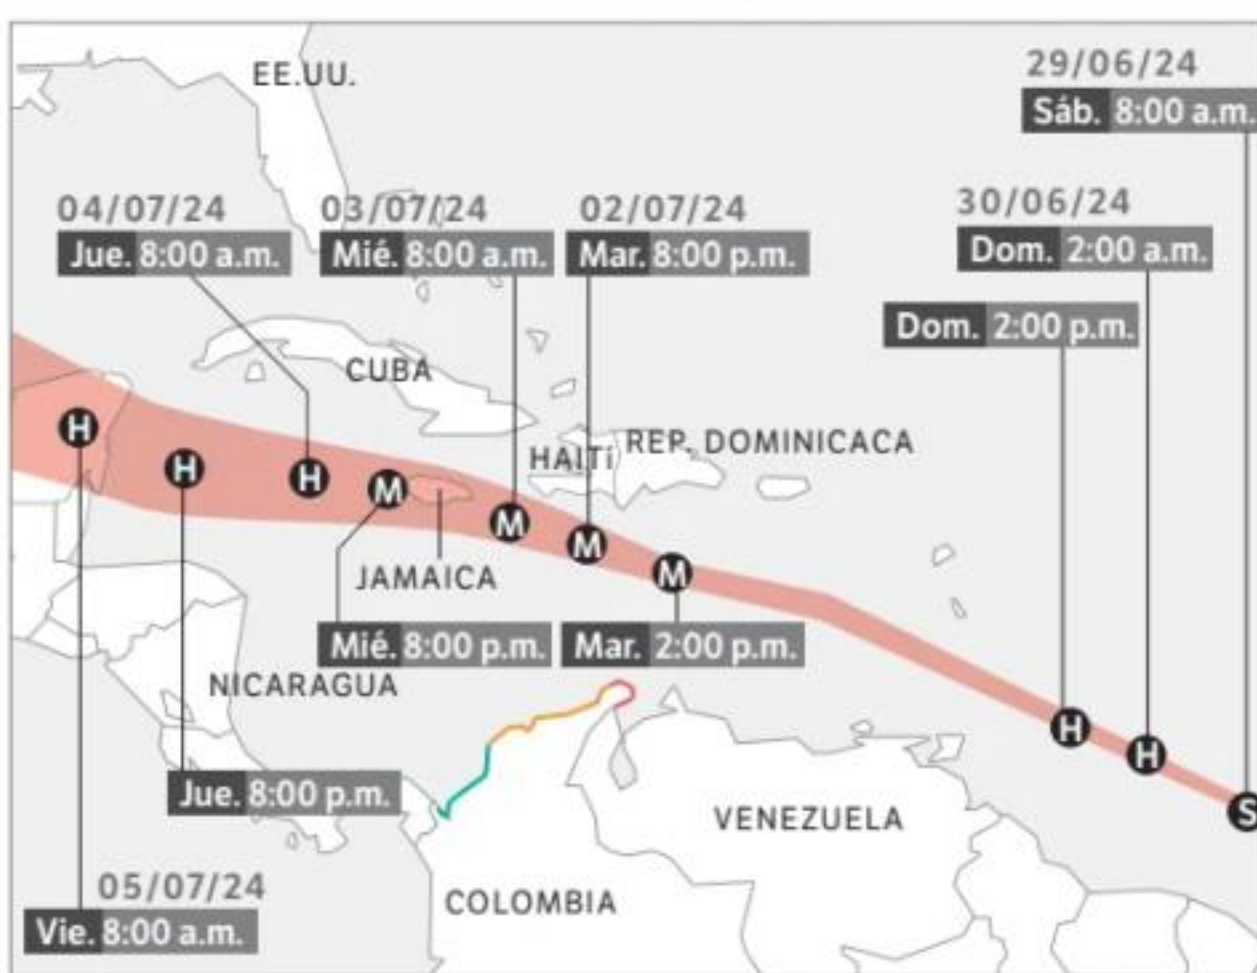 EE.UU.
29/06/24
Sáb. 8:00 a.m.
04/07/24
Jue. 8:00 a.m.
03/07/24
Mié. 8:00 a.m.
02/07/24
Mar. 8:00 p.m.
30/06/24
Dom. 2:00 a.m.
Dom. 2:00 p.m.
CUBA
HAITí
REP. DOMINICACA
H
H
H
M
M
M
M
JAMAICA
Mié. 8:00 p.m.
Mar. 2:00 p.m.
NICARAGUA
H
H
S
Jue. 8:00 p.m.
VENEZUELA
05/07/24
Vie. 8:00 a.m.
COLOMBIA